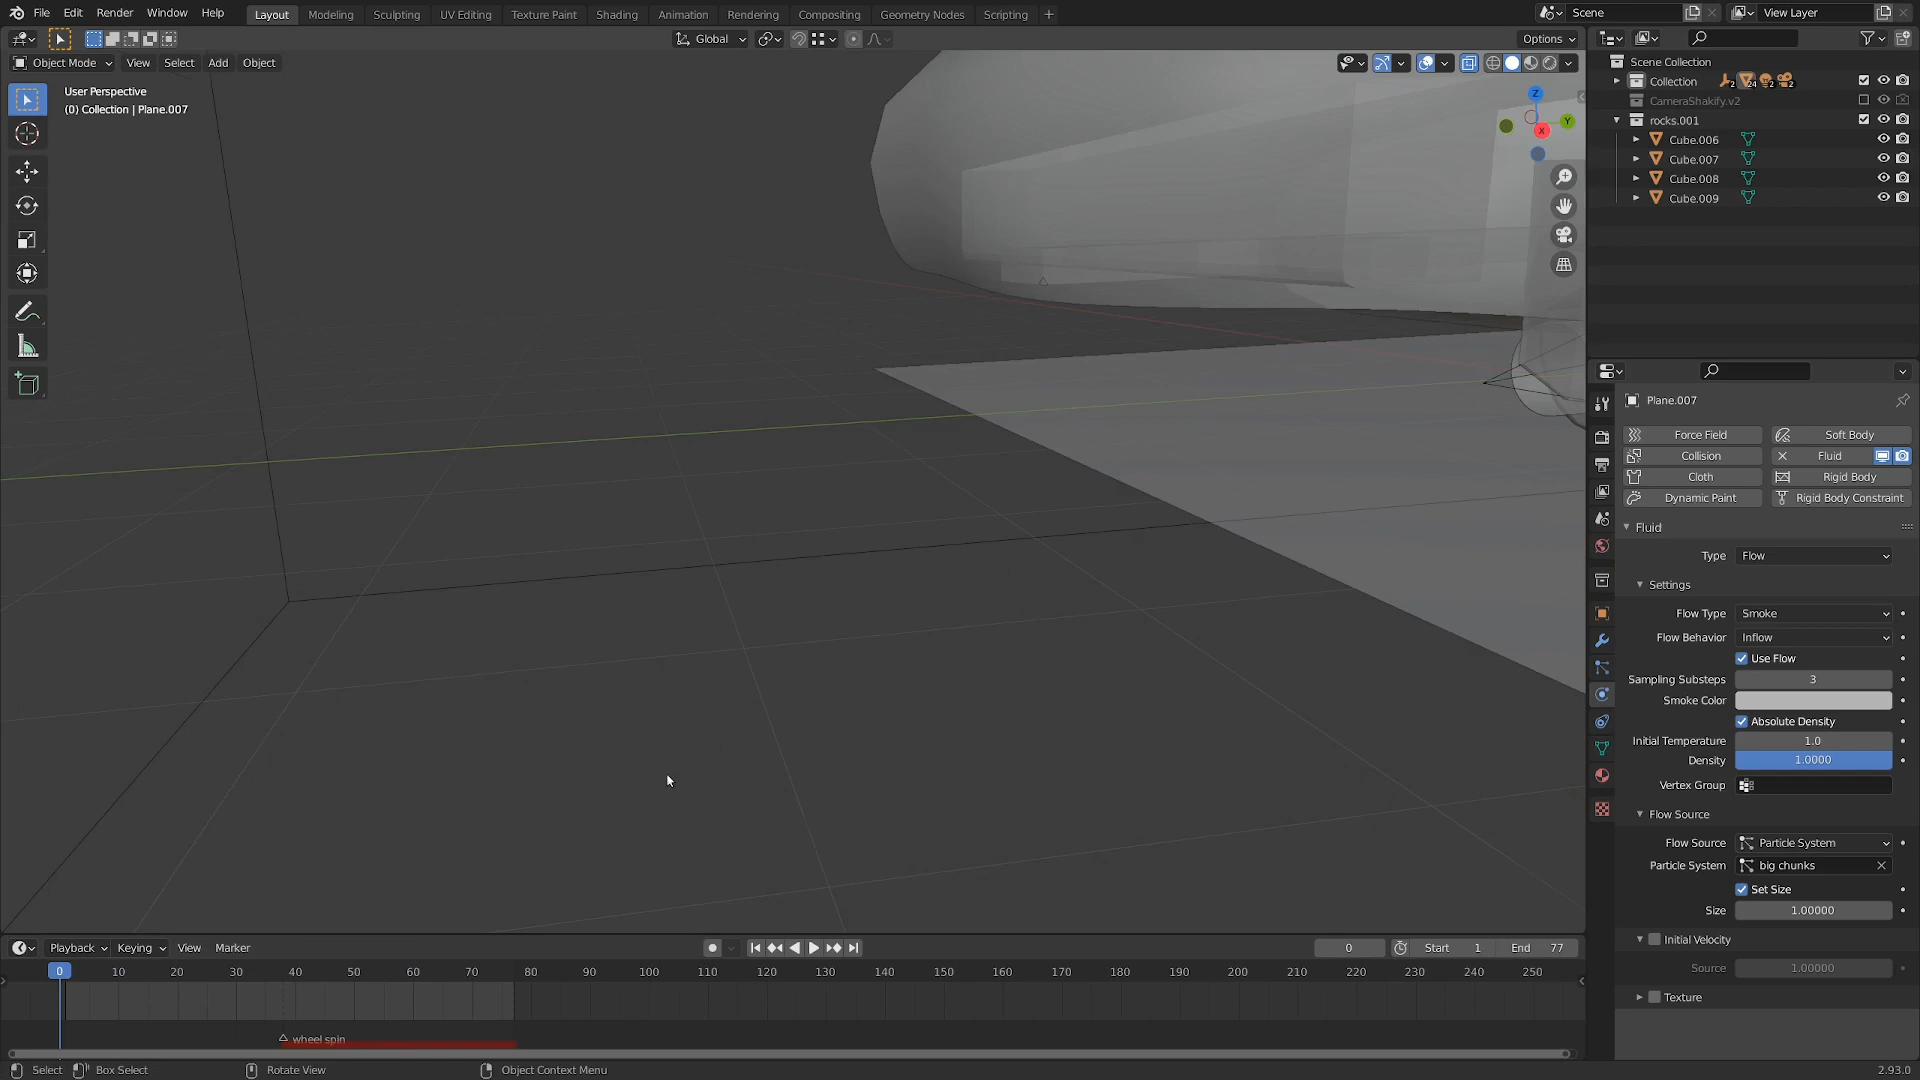 File Edit Render Window Help Layout Modeling Sculpting UV Editing Texture Paint Shading Animation Rendering Compositing Geometry Nodes Scripting + Scene View Layer
Global Options
Object Mode View Select Add Object
User Perspective
(0) Collection | Plane.007
Z
Y
X
Scene Collection
Collection 2 24 2 2
CameraShakify.v2
rocks.001
Cube.006
Cube.007
Cube.008
Cube.009
Plane.007
Force Field Soft Body
Collision Fluid
Cloth Rigid Body
Dynamic Paint Rigid Body Constraint
Fluid
Type Flow
Settings
Flow Type Smoke
Flow Behavior Inflow
Use Flow
Sampling Substeps 3
Smoke Color
Absolute Density
Initial Temperature 1.0
Density 1.0000
Vertex Group
Flow Source
Flow Source Particle System
Particle System big chunks
Set Size
Size 1.00000
Initial Velocity
Source 1.00000
Texture
Playback Keying View Marker 0 Start 1 End 77
0 10 20 30 40 50 60 70 80 90 100 110 120 130 140 150 160 170 180 190 200 210 220 230 240 250
wheel spin
Select Box Select Rotate View Object Context Menu 2.93.0